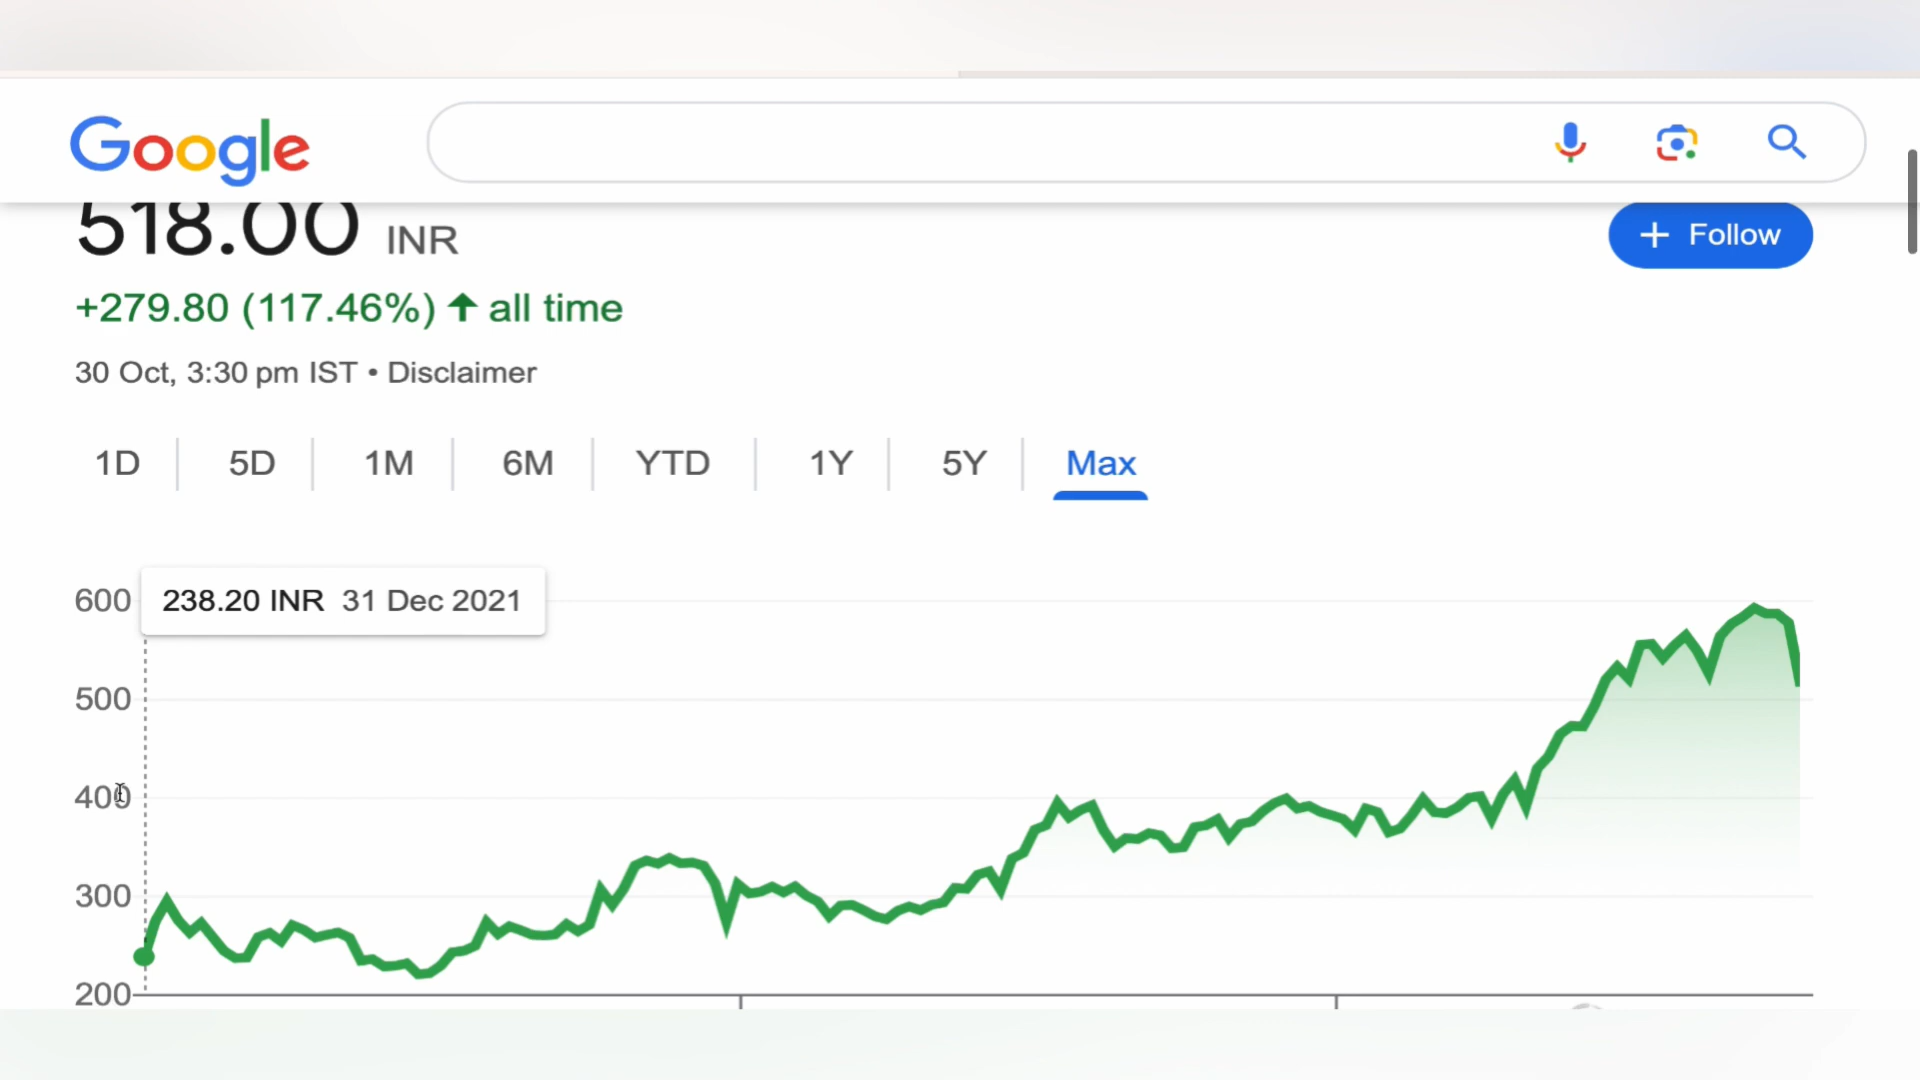 Google
518.00 INR
+ Follow
+279.80 (117.46%) ↑ all time
30 Oct, 3:30 pm IST • Disclaimer
1D 5D 1M 6M YTD 1Y 5Y Max
600
238.20 INR 31 Dec 2021
500
400
300
200